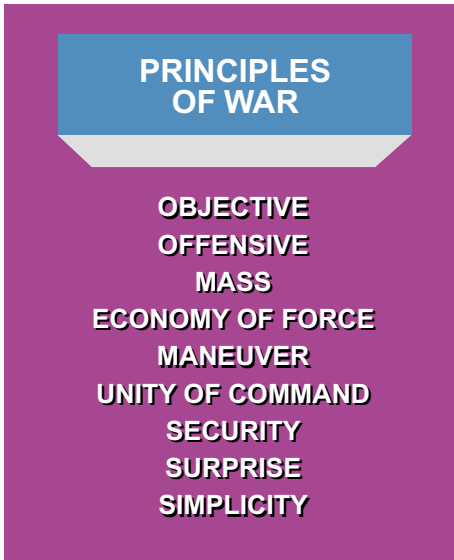 PRINCIPLES
OF WAR
OBJECTIVE
OFFENSIVE
MASS
ECONOMY OF FORCE
MANEUVER
UNITY OF COMMAND
SECURITY
SURPRISE
SIMPLICITY